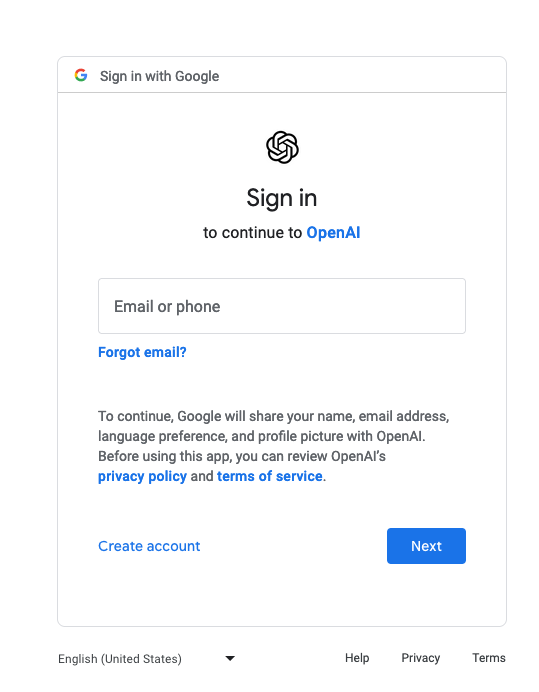 Sign in with Google
Sign in
to continue to OpenAI
Email or phone
Forgot email?
To continue, Google will share your name, email address,
language preference, and profile picture with OpenAI.
Before using this app, you can review OpenAI's
privacy policy and terms of service.
Create account
Next
English (United States)
Help
Privacy
Terms